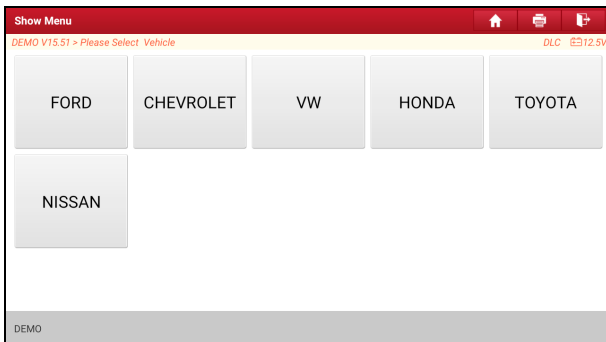 Show Menu
DEMO V15.51 > Please Select Vehicle DLC 12.5V
FORD CHEVROLET VW HONDA TOYOTA
NISSAN
DEMO